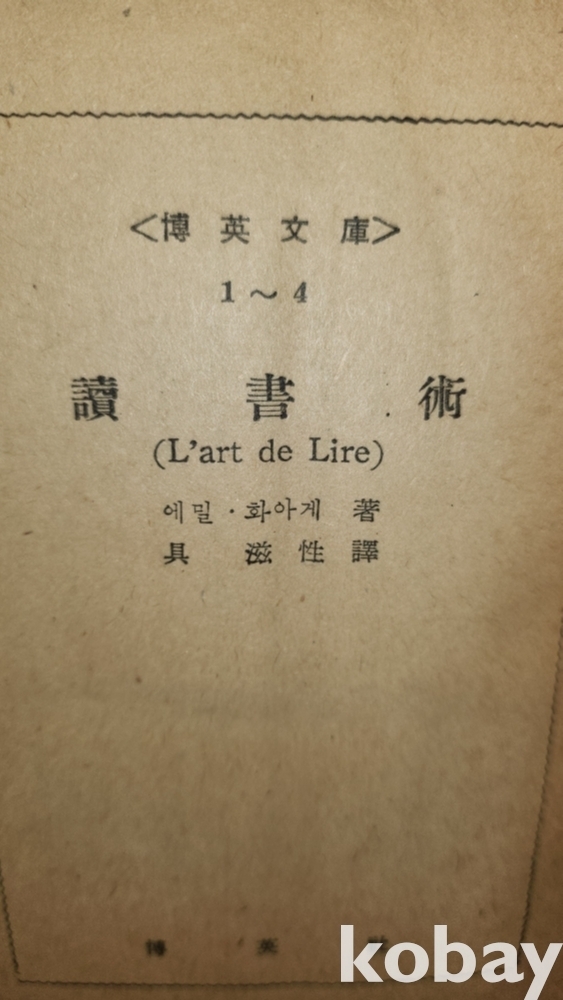 <博英文庫>
1~4
讀書術
(L'art de Lire)
에밀·화아게 著
具滋性 譯
博英
kobay